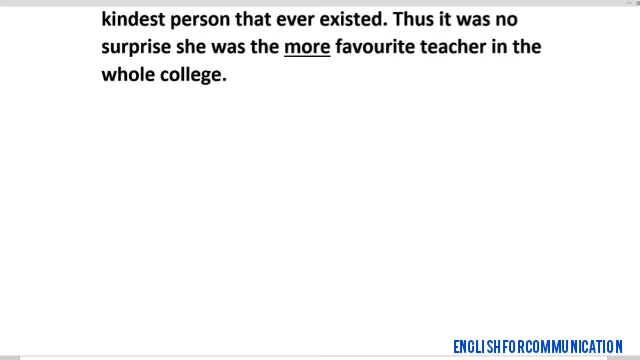 kindest person that ever existed. Thus it was no
surprise she was the more favourite teacher in the
whole college.
ENGLISHFORCOMMUNICATION